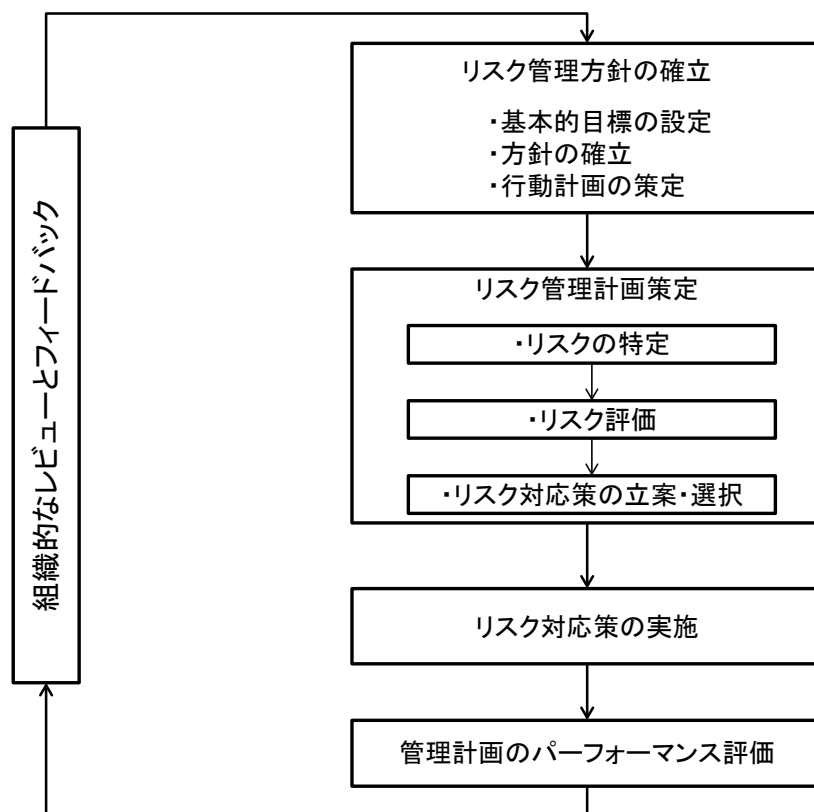 リスク管理方針の確立
・基本的目標の設定
・方針の確立
・行動計画の策定
リスク管理計画策定
・リスクの特定
・リスク評価
・リスク対応策の立案・選択
リスク対応策の実施
管理計画のパーフォーマンス評価
組織的なレビューとフィードバック